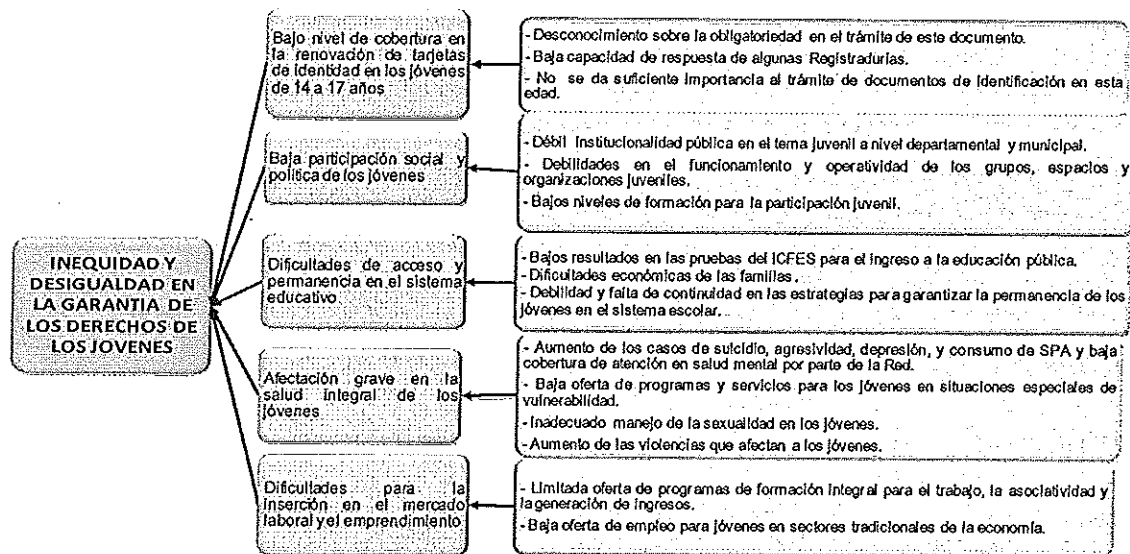 INEQUIDAD Y
DESIGUALDAD EN
LA GARANTIA DE
LOS DERECHOS DE
LOS JOVENES
Bajo nivel de cobertura en
la renovación de tarjetas
de identidad en los jóvenes
de 14 a 17 años
- Desconocimiento sobre la obligatoriedad en el trámite de este documento.
- Baja capacidad de respuesta de algunas Registradurías.
- No se da suficiente importancia al trámite de documentos de identificación en esta
edad.
Baja participación social y
política de los jóvenes
- Débil institucionalidad pública en el tema juvenil a nivel departamental y municipal.
- Debilidades en el funcionamiento y operatividad de los grupos, espacios y
organizaciones juveniles.
- Bajos niveles de formación para la participación juvenil.
Dificultades de acceso y
permanencia en el sistema
educativo
- Bajos resultados en las pruebas del ICFES para el ingreso a la educación pública.
- Dificultades económicas de las familias.
- Debilidad y falta de continuidad en las estrategias para garantizar la permanencia de los
jóvenes en el sistema escolar.
Afectación grave en la
salud integral de los
jóvenes
- Aumento de los casos de suicidio, agresividad, depresión, y consumo de SPA y baja
cobertura de atención en salud mental por parte de la Red.
- Baja oferta de programas y servicios para los jóvenes en situaciones especiales de
vulnerabilidad.
- Inadecuado manejo de la sexualidad en los jóvenes.
- Aumento de las violencias que afectan a los jóvenes.
Dificultades para la
inserción en el mercado
laboral y el emprendimiento
- Limitada oferta de programas de formación integral para el trabajo, la asociatividad y
la generación de ingresos.
- Baja oferta de empleo para jóvenes en sectores tradicionales de la economía.